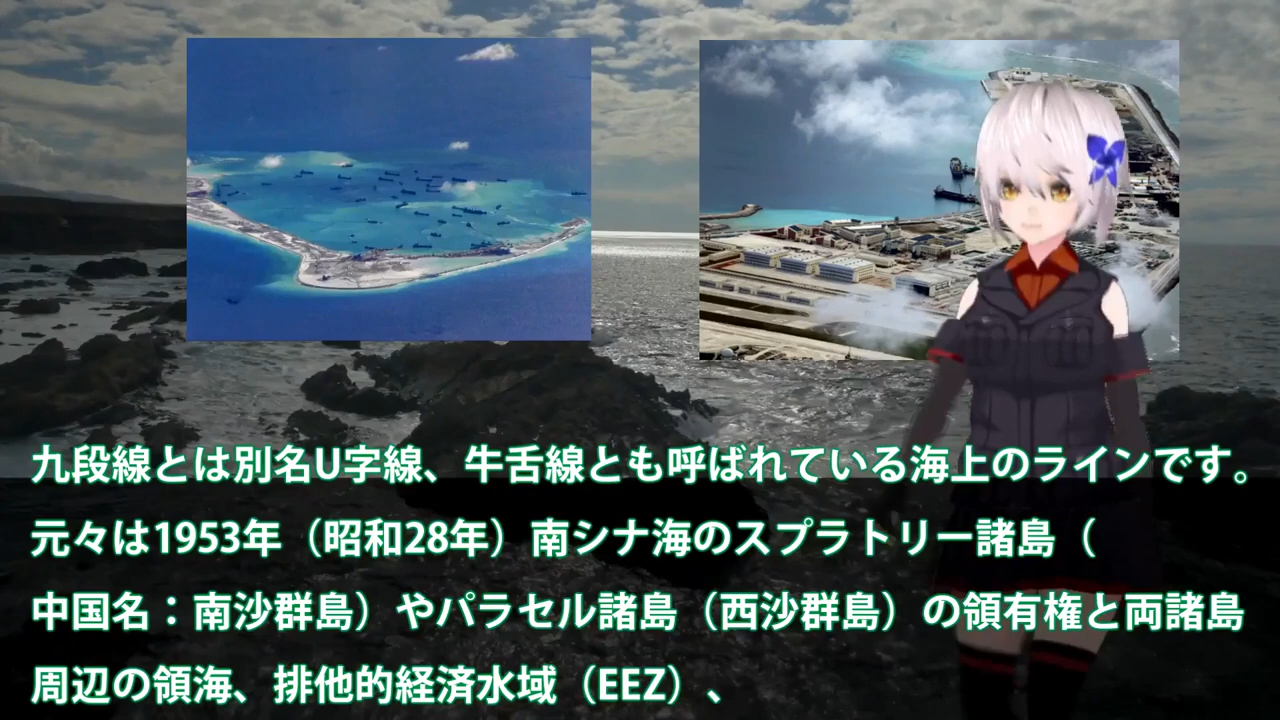 九段線とは別名U字線、牛舌線とも呼ばれている海上のラインです。
元々は1953年（昭和28年）南シナ海のスプラトリー諸島（
中国名：南沙群島）やパラセル諸島（西沙群島）の領有権と両諸島
周辺の領海、排他的経済水域（EEZ）、